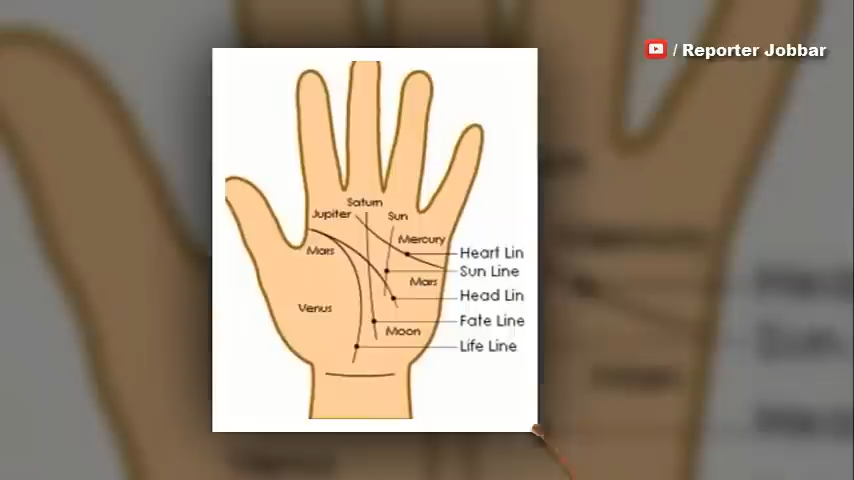 / Reporter Jobbar
Saturn
Jupiter
Sun
Mercury
Mars
Heart Lin
Sun Line
Mars
Head Lin
Venus
Fate Line
Moon
Life Line